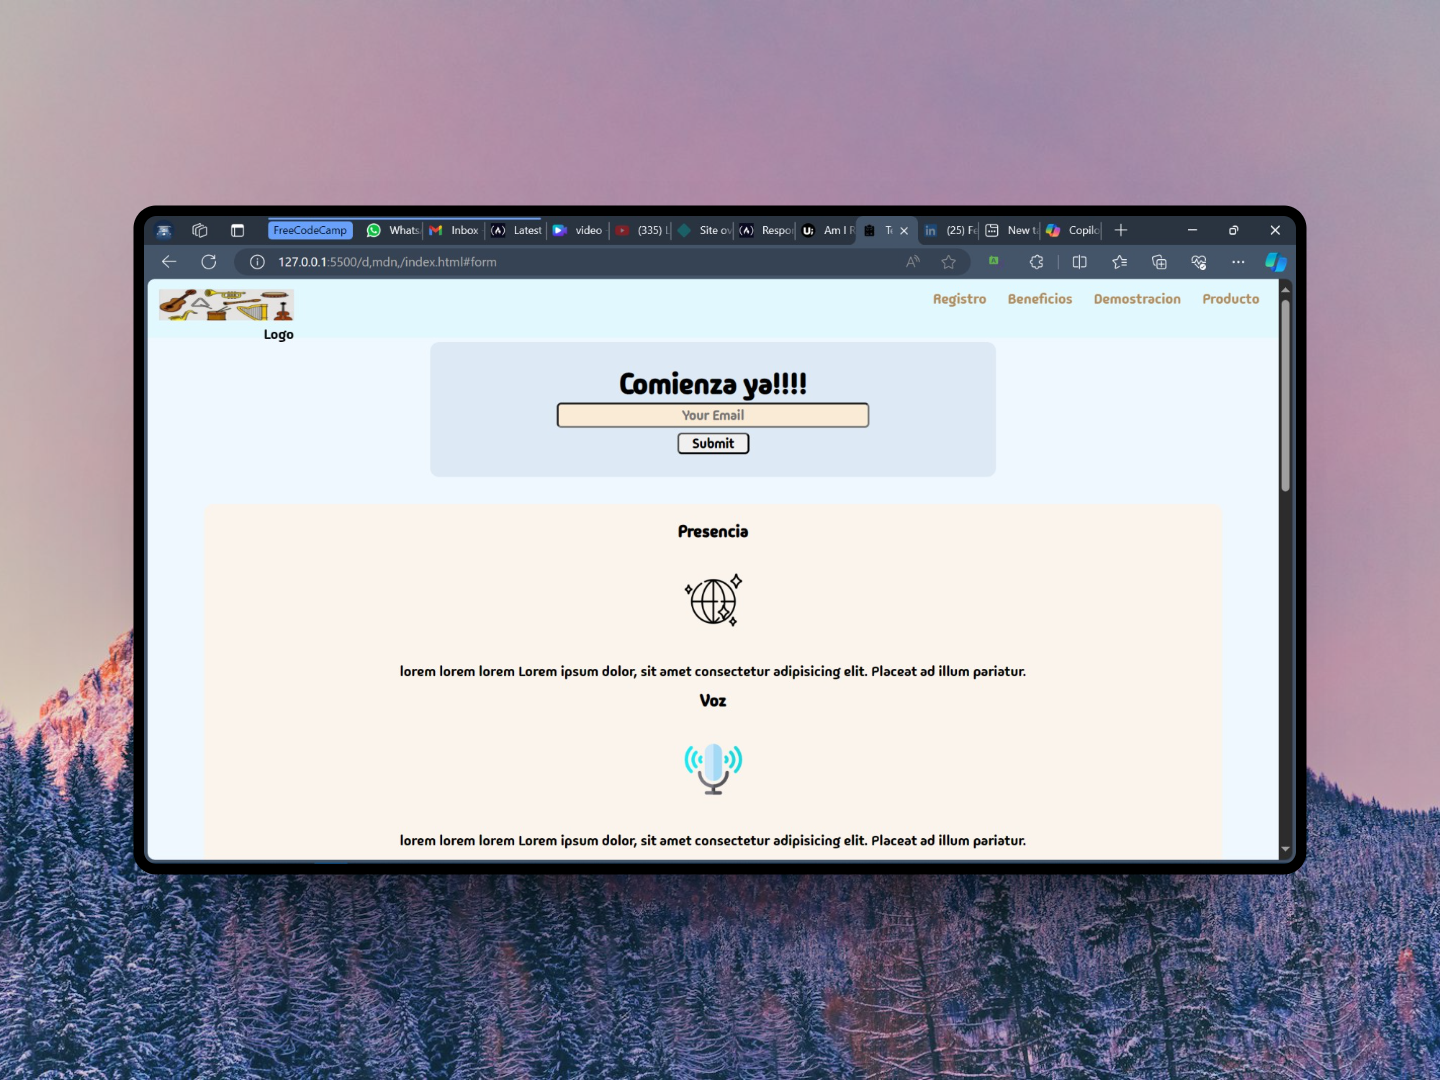 FreeCodeCamp Whats Inbox Latest video (335) L Site ov Respo Am I R Te (25) Fe New t Copilo
127.0.0.1:5500/d,mdn,/index.html#form
Registro Beneficios Demostracion Producto
Logo
Comienza ya!!!!
Your Email
Submit
Presencia
lorem lorem lorem Lorem ipsum dolor, sit amet consectetur adipisicing elit. Placeat ad illum pariatur.
Voz
lorem lorem lorem Lorem ipsum dolor, sit amet consectetur adipisicing elit. Placeat ad illum pariatur.